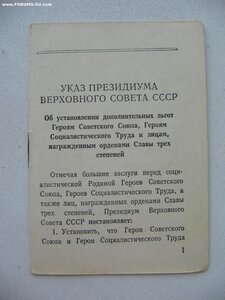 www.FORUMS-SU.com
УКАЗ ПРЕЗИДИУМА
ВЕРХОВНОГО СОВЕТА СССР
Об установлении дополнительных льгот
Героям Советского Союза, Героям
Социалистического Труда и лицам,
награжденным орденами Славы трех
степеней
Отмечая большие заслуги перед соци-
алистической Родиной Героев Советского
Союза, Героев Социалистического Труда, а
также лиц, награжденных орденами Славы
трех степеней, Президиум Верховного
Совета СССР постановляет:
1. Установить, что Герои Советского
Союза и Герои Социалистического Труда
1